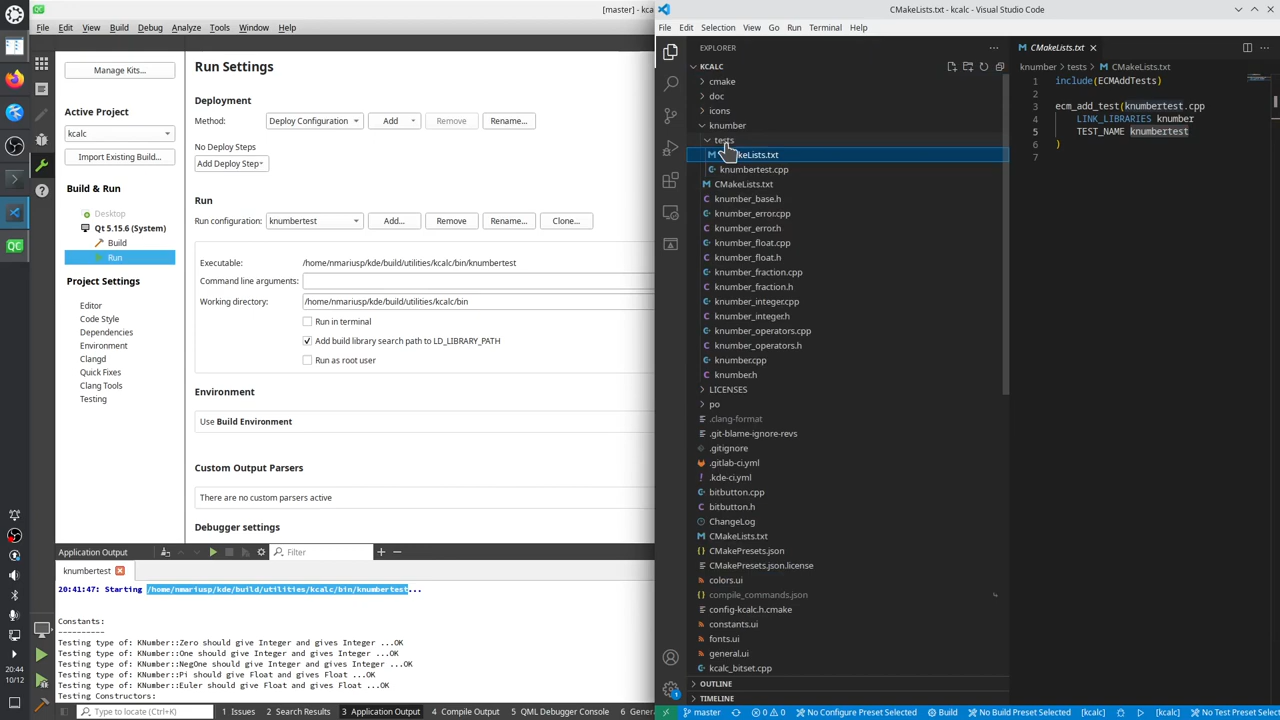 [master] - kca
File Edit View Build Debug Analyze Tools Window Help
Manage Kits...
Active Project
kcalc
Import Existing Build...
Build & Run
Desktop
Qt 5.15.6 (System)
Build
Run
Project Settings
Editor
Code Style
Dependencies
Environment
Clangd
Quick Fixes
Clang Tools
Testing
Run Settings
Deployment
Method: Deploy Configuration Add Remove Rename...
No Deploy Steps
Add Deploy Step
Run
Run configuration: knumbertest Add... Remove Rename... Clone...
Executable: /home/nmariusp/kde/build/utilities/kcalc/bin/knumbertest
Command line arguments:
Working directory: /home/nmariusp/kde/build/utilities/kcalc/bin
Run in terminal
Add build library search path to LD_LIBRARY_PATH
Run as root user
Environment
Use Build Environment
Custom Output Parsers
There are no custom parsers active
Debugger settings
Application Output Filter
knumbertest
20:41:47: Starting /home/nmariusp/kde/build/utilities/kcalc/bin/knumbertest...
Constants:
----------
Testing type of: KNumber::Zero should give Integer and gives Integer ...OK
Testing type of: KNumber::One should give Integer and gives Integer ...OK
Testing type of: KNumber::NegOne should give Integer and gives Integer ...OK
Testing type of: KNumber::Pi should give Float and gives Float ...OK
Testing type of: KNumber::Euler should give Float and gives Float ...OK
Testing Constructors:
Type to locate (Ctrl+K) 1 Issues 2 Search Results 3 Application Output 4 Compile Output 5 QML Debugger Console 6 Genera
20:44
10/12
CMakeLists.txt - kcalc - Visual Studio Code
File Edit Selection View Go Run Terminal Help
EXPLORER
KCALC
cmake
doc
icons
knumber
tests
keLists.txt
knumbertest.cpp
CMakeLists.txt
knumber_base.h
knumber_error.cpp
knumber_error.h
knumber_float.cpp
knumber_float.h
knumber_fraction.cpp
knumber_fraction.h
knumber_integer.cpp
knumber_integer.h
knumber_operators.cpp
knumber_operators.h
knumber.cpp
knumber.h
LICENSES
po
.clang-format
.git-blame-ignore-revs
.gitignore
.gitlab-ci.yml
.kde-ci.yml
bitbutton.cpp
bitbutton.h
ChangeLog
CMakeLists.txt
CMakePresets.json
CMakePresets.json.license
colors.ui
compile_commands.json
config-kcalc.h.cmake
constants.ui
fonts.ui
general.ui
kcalc_bitset.cpp
OUTLINE
TIMELINE
CMakeLists.txt
knumber > tests > CMakeLists.txt
1 include(ECMAddTests)
2
3 ecm_add_test(knumbertest.cpp
4 LINK_LIBRARIES knumber
5 TEST_NAME knumbertest
6 )
7
master 0 0 No Configure Preset Selected Build No Build Preset Selected [kcalc] [kcalc] No Test Preset Selec